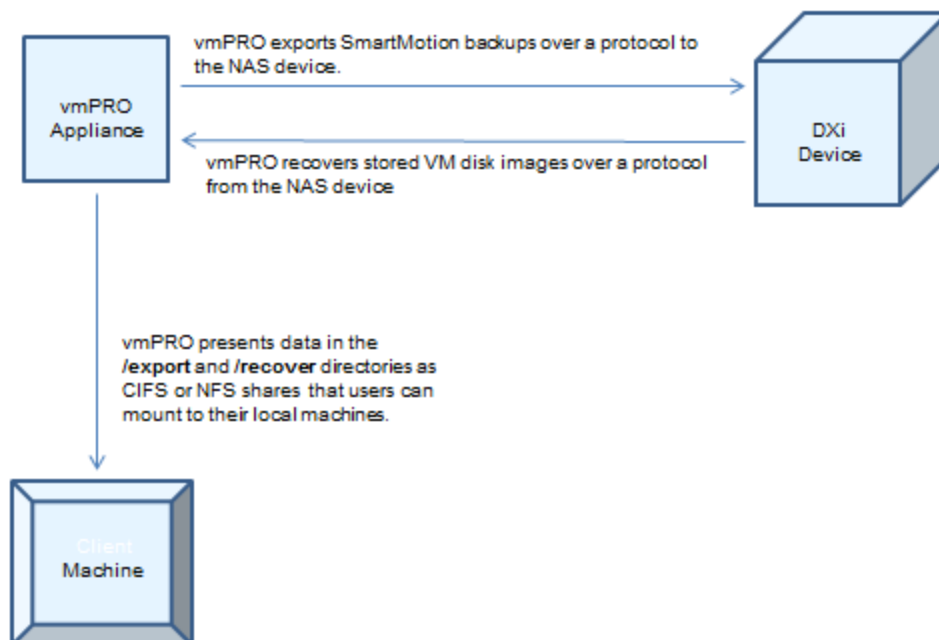 vmPRO exports SmartMotion backups over a protocol to
the NAS device.
vmPRO
Appliance
DXi
Device
vmPRO recovers stored VM disk images over a protocol
from the NAS device
vmPRO presents data in the
/export and /recover directories as
CIFS or NFS shares that users can
mount to their local machines.
Client
Machine